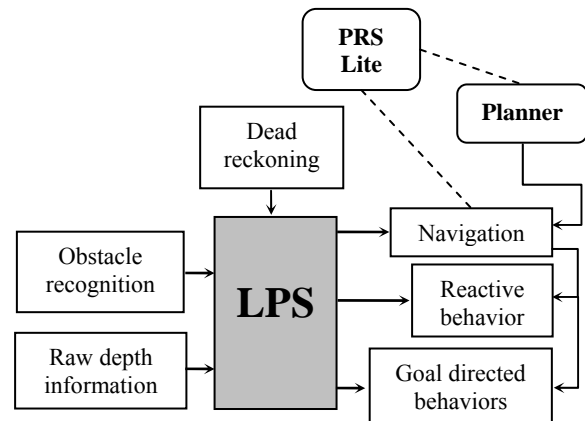 PRS
Lite
Planner
Dead
reckoning
Navigation
Obstacle
recognition
LPS
Reactive
behavior
Raw depth
information
Goal directed
behaviors